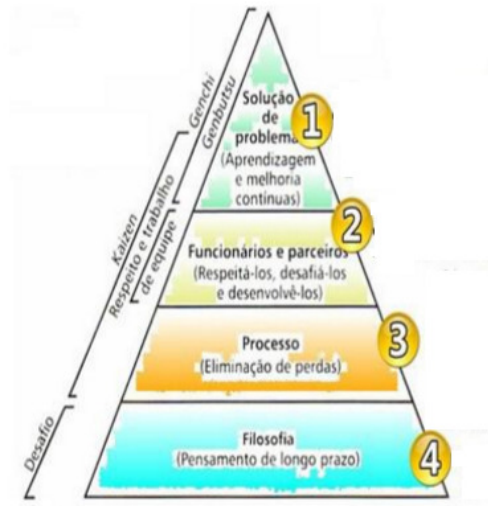 Solução
de
problema
(Aprendizagem
e melhoria
contínuas)
1
Funcionários e parceiros
(Respeitá-los, desafiá-los
e desenvolvê-los)
2
Processo
(Eliminação de perdas)
3
Filosofia
(Pensamento de longo prazo)
4
Genchi
Genbutsu
Kaizen
Respeito e trabalho
de equipe
Desafio